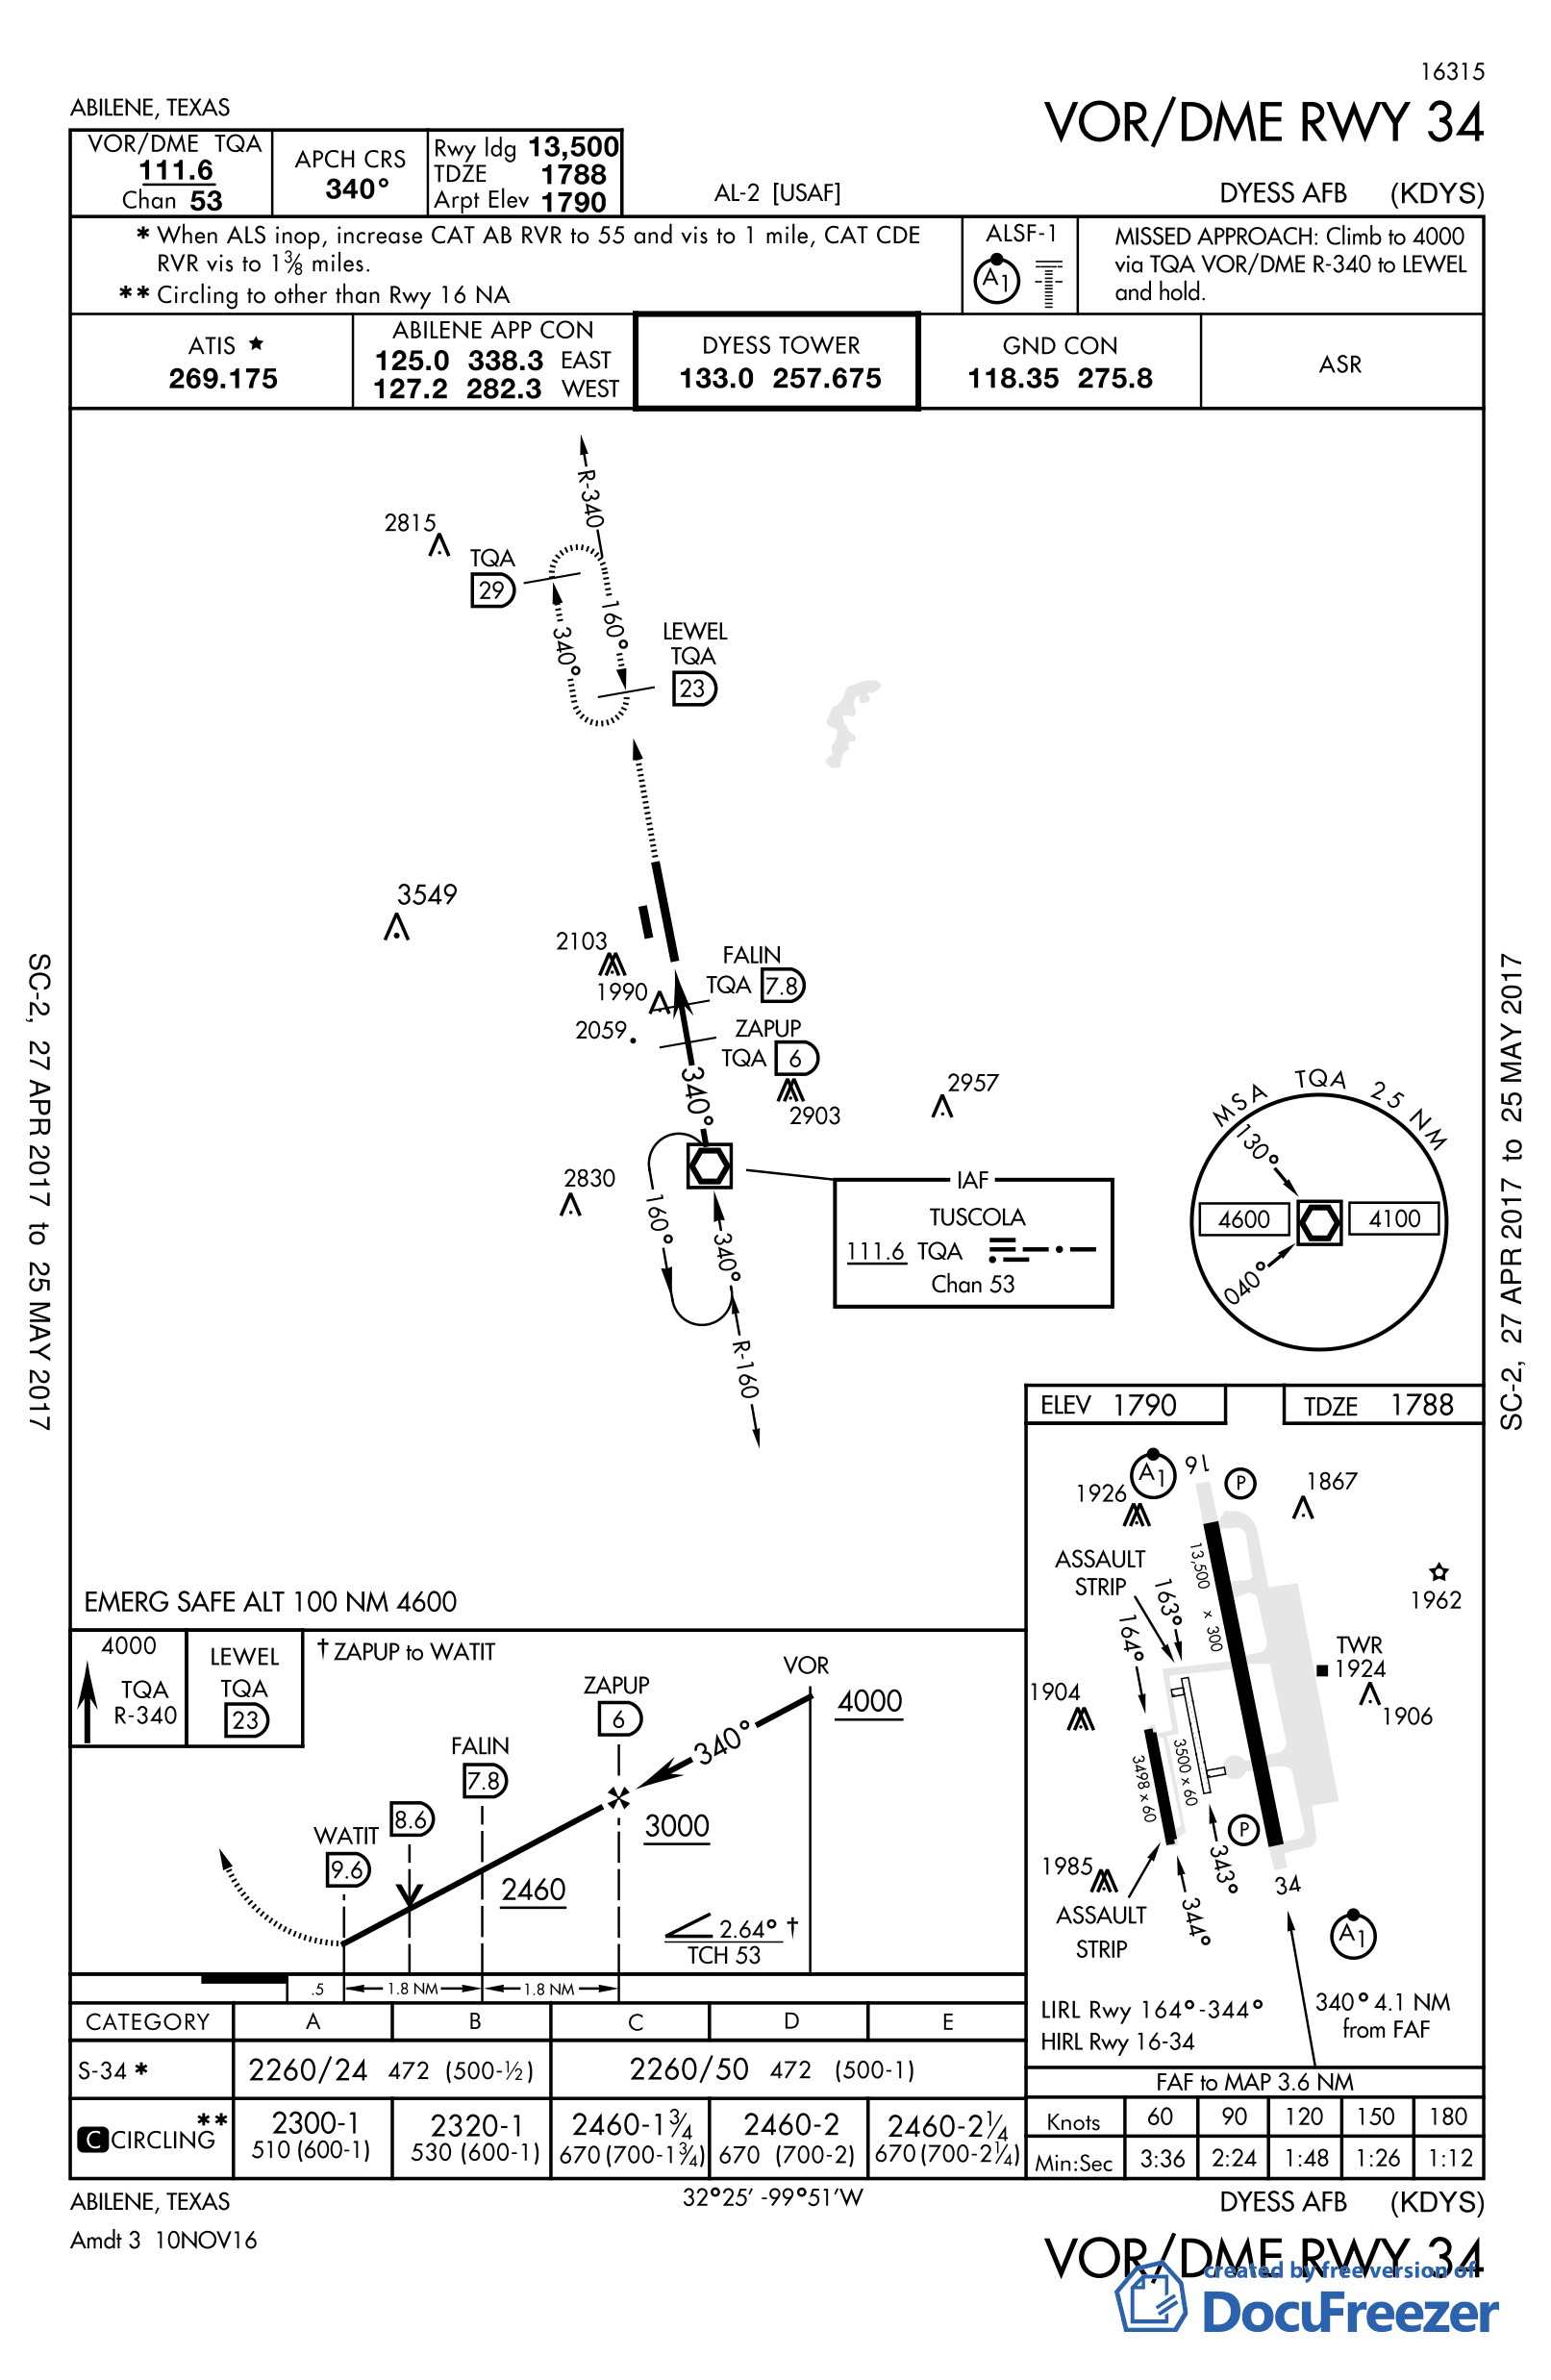 16315
ABILENE, TEXAS
VOR/DME RWY 34
VOR/DME TQA
111.6
Chan 53
APCH CRS
340°
Rwy ldg 13,500
TDZE 1788
Arpt Elev 1790
AL-2 [USAF]
DYESS AFB (KDYS)
* When ALS inop, increase CAT AB RVR to 55 and vis to 1 mile, CAT CDE
RVR vis to 1⅜ miles.
** Circling to other than Rwy 16 NA
ALSF-1
A1
MISSED APPROACH: Climb to 4000
via TQA VOR/DME R-340 to LEWEL
and hold.
ATIS ★
269.175
ABILENE APP CON
125.0 338.3 EAST
127.2 282.3 WEST
DYESS TOWER
133.0 257.675
GND CON
118.35 275.8
ASR
R-340
2815
TQA
29
160°
340°
LEWEL
TQA
23
3549
2103
FALIN
TQA 7.8
1990
2059
ZAPUP
TQA 6
340°
2903
2957
2830
160°
340°
R-160
IAF
TUSCOLA
111.6 TQA
Chan 53
MSA TQA 25 NM
130°
4600
4100
040°
SC-2, 27 APR 2017 to 25 MAY 2017
SC-2, 27 APR 2017 to 25 MAY 2017
ELEV 1790
TDZE 1788
A1
16
P
1867
1926
ASSAULT
STRIP
163°
164°
13,500 x 300
1962
TWR
1924
1904
1906
3498 x 60
3500 x 60
P
1985
343°
34
ASSAULT
STRIP
344°
A1
LIRL Rwy 164°-344°
HIRL Rwy 16-34
340° 4.1 NM
from FAF
EMERG SAFE ALT 100 NM 4600
4000
TQA
R-340
LEWEL
TQA
23
† ZAPUP to WATIT
VOR
4000
ZAPUP
6
340°
FALIN
7.8
3000
8.6
WATIT
9.6
2460
2.64° †
TCH 53
.5
1.8 NM
1.8 NM
CATEGORY A B C D E
S-34 * 2260/24 472 (500-½) 2260/50 472 (500-1)
C CIRCLING ** 2300-1 2320-1 2460-1¾ 2460-2 2460-2¼
510 (600-1) 530 (600-1) 670 (700-1¾) 670 (700-2) 670 (700-2¼)
FAF to MAP 3.6 NM
Knots 60 90 120 150 180
Min:Sec 3:36 2:24 1:48 1:26 1:12
ABILENE, TEXAS
32°25' -99°51'W
DYESS AFB (KDYS)
Amdt 3 10NOV16
VOR/DME RWY 34
created by free version of
DocuFreezer